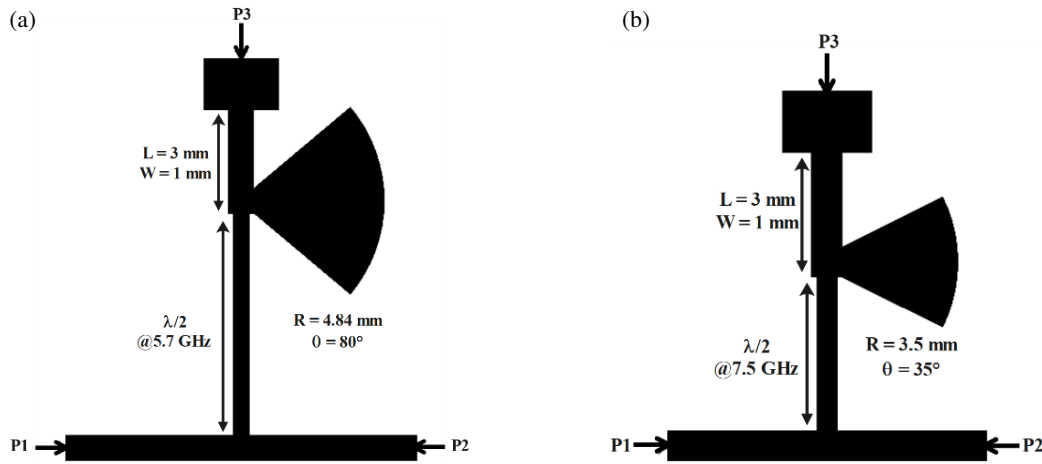 (a)
P3
L = 3 mm
W = 1 mm
λ/2
@5.7 GHz
R = 4.84 mm
θ = 80°
P1
P2
(b)
P3
L = 3 mm
W = 1 mm
λ/2
@7.5 GHz
R = 3.5 mm
θ = 35°
P1
P2